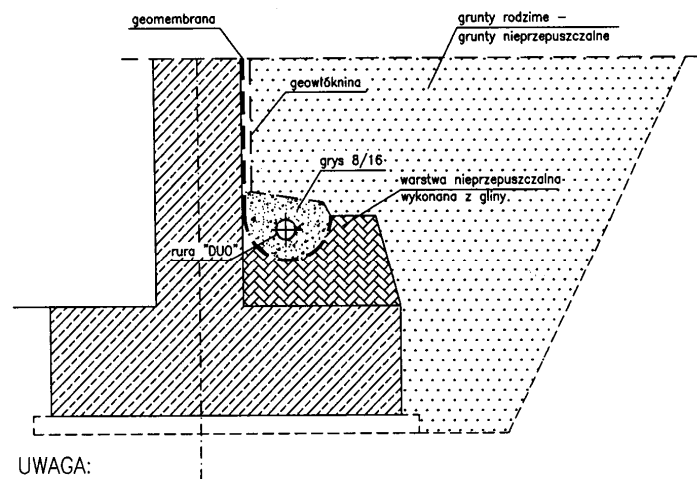 geomembrana
grunty rodzime –
grunty nieprzepuszczalne
geowłóknina
grys 8/16
warstwa nieprzepuszczalna
wykonana z gliny
rura "DUO"
UWAGA: